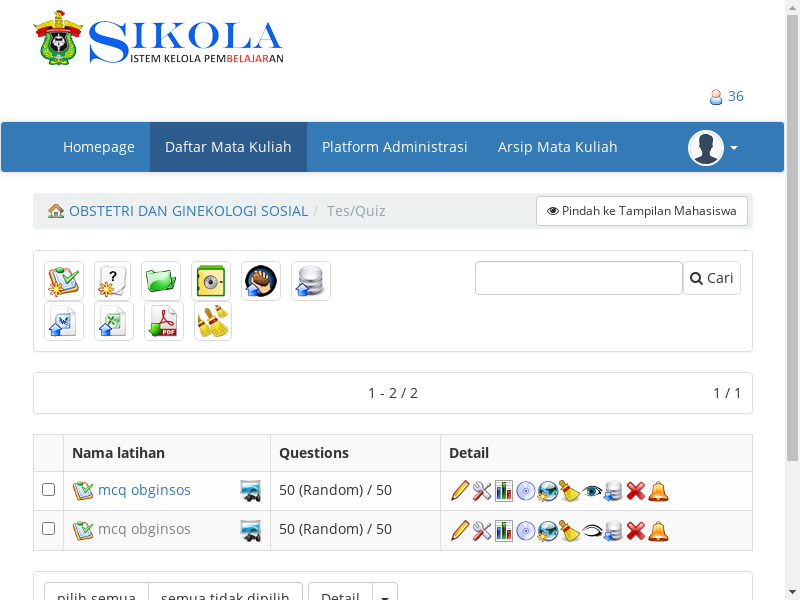 SIKOLA
ISTEM KELOLA PEMBELAJARAN
36
Homepage
Daftar Mata Kuliah
Platform Administrasi
Arsip Mata Kuliah
OBSTETRI DAN GINEKOLOGI SOSIAL / Tes/Quiz
Pindah ke Tampilan Mahasiswa
?
Cari
W
X
PDF
1 - 2 / 2
1 / 1
Nama latihan
Questions
Detail
mcq obginsos
50 (Random) / 50
mcq obginsos
50 (Random) / 50
pilih semua
semua tidak dipilih
Detail